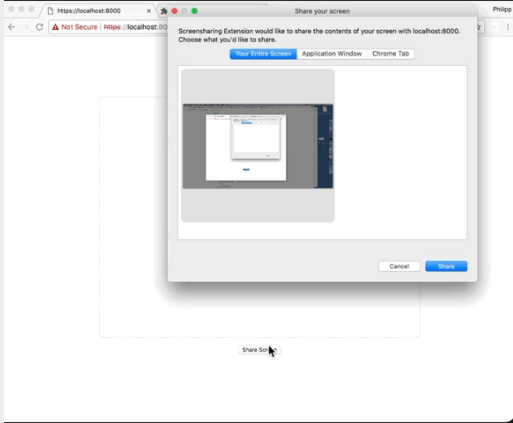 https://localhost:8000
Share your screen
Philipp
Not Secure https://localhost:80
Screensharing Extension would like to share the contents of your screen with localhost:8000.
Choose what you'd like to share.
Your Entire Screen Application Window Chrome Tab
Cancel Share
Share Screen